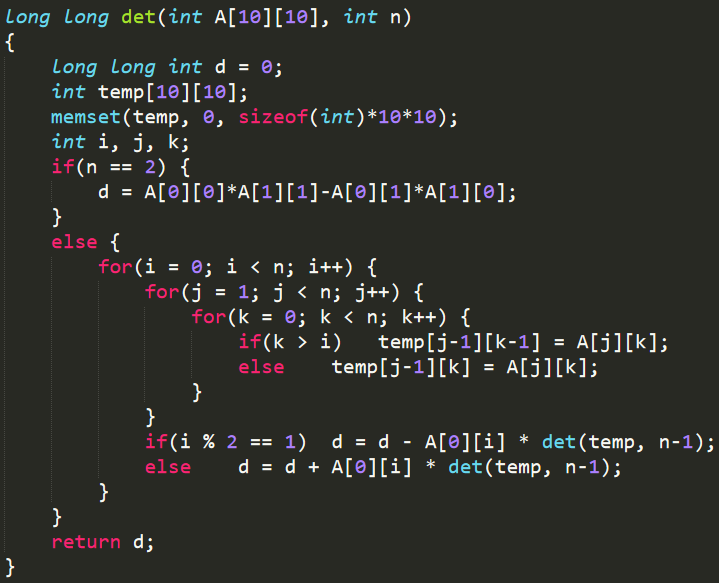 long long det(int A[10][10], int n)
{
    long long int d = 0;
    int temp[10][10];
    memset(temp, 0, sizeof(int)*10*10);
    int i, j, k;
    if(n == 2) {
        d = A[0][0]*A[1][1]-A[0][1]*A[1][0];
    }
    else {
        for(i = 0; i < n; i++) {
            for(j = 1; j < n; j++) {
                for(k = 0; k < n; k++) {
                    if(k > i)   temp[j-1][k-1] = A[j][k];
                    else    temp[j-1][k] = A[j][k];
                }
            }
            if(i % 2 == 1)  d = d - A[0][i] * det(temp, n-1);
            else    d = d + A[0][i] * det(temp, n-1);
        }
    }
    return d;
}